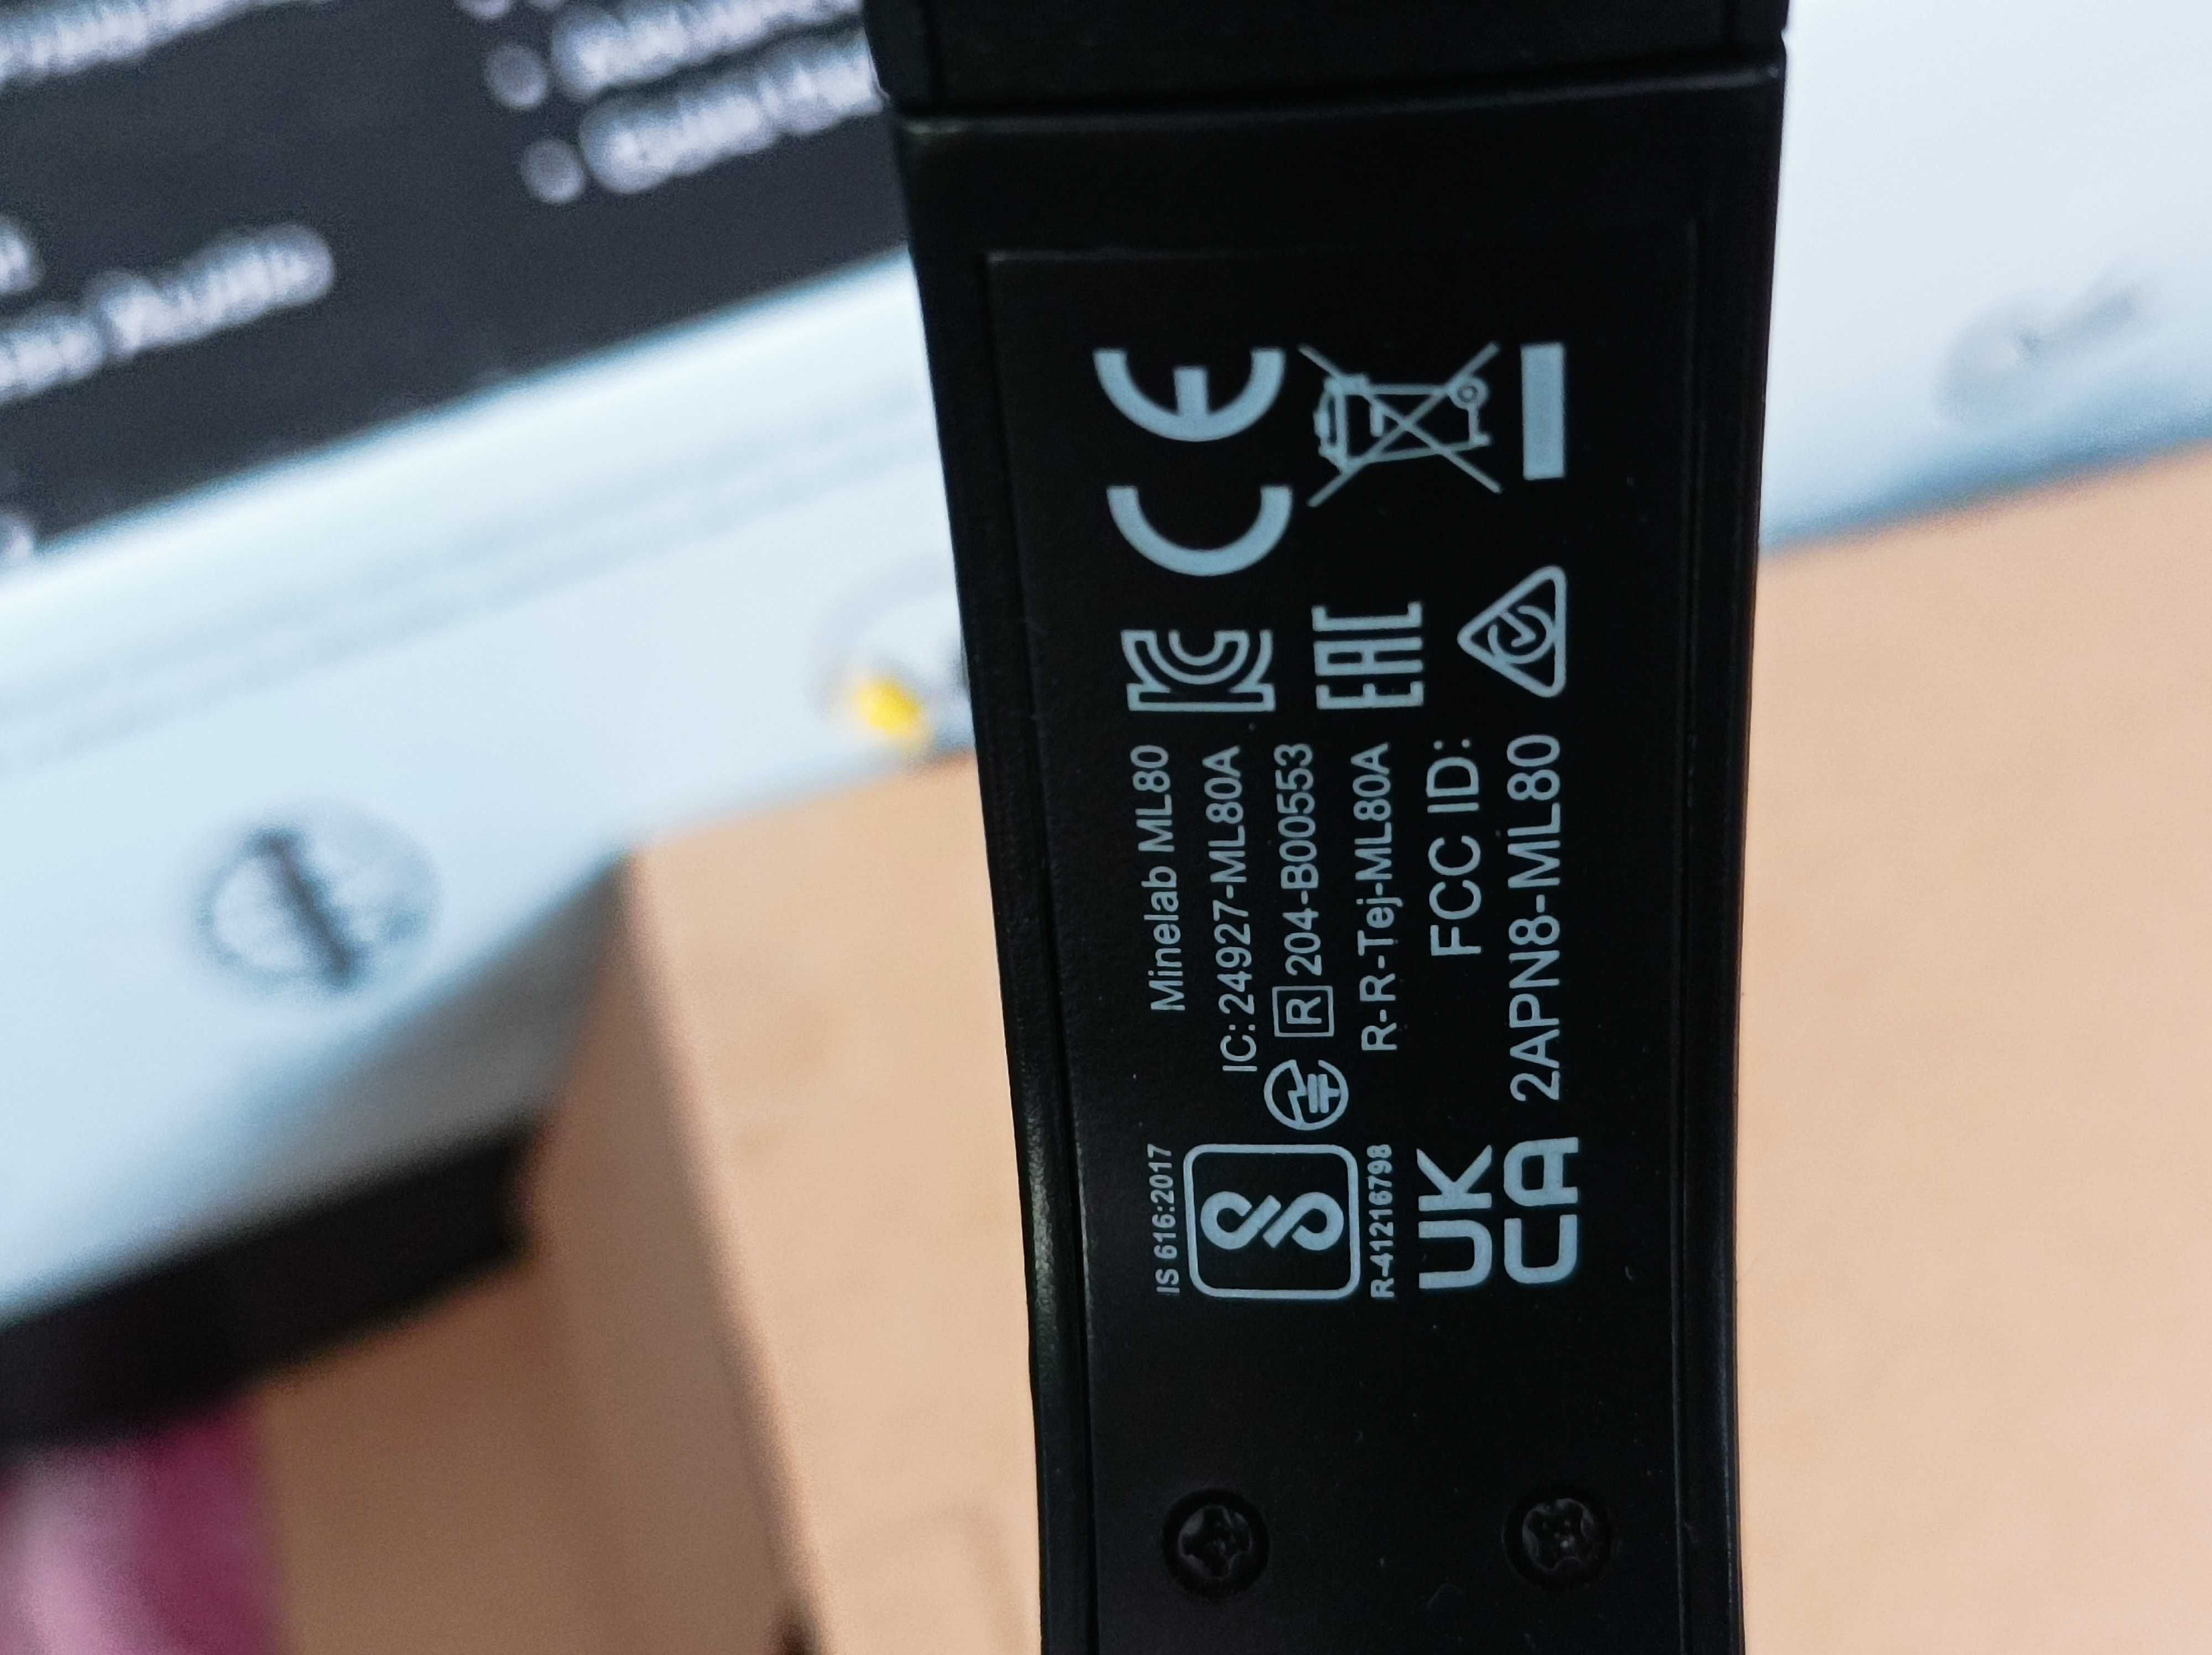 IS 616:2017
R-41216798
UK
CA
Minelab ML80
IC: 24927-ML80A
R 204-B00553
R-R-Tej-ML80A
FCC ID:
2APN8-ML80
KC
EAC
CE